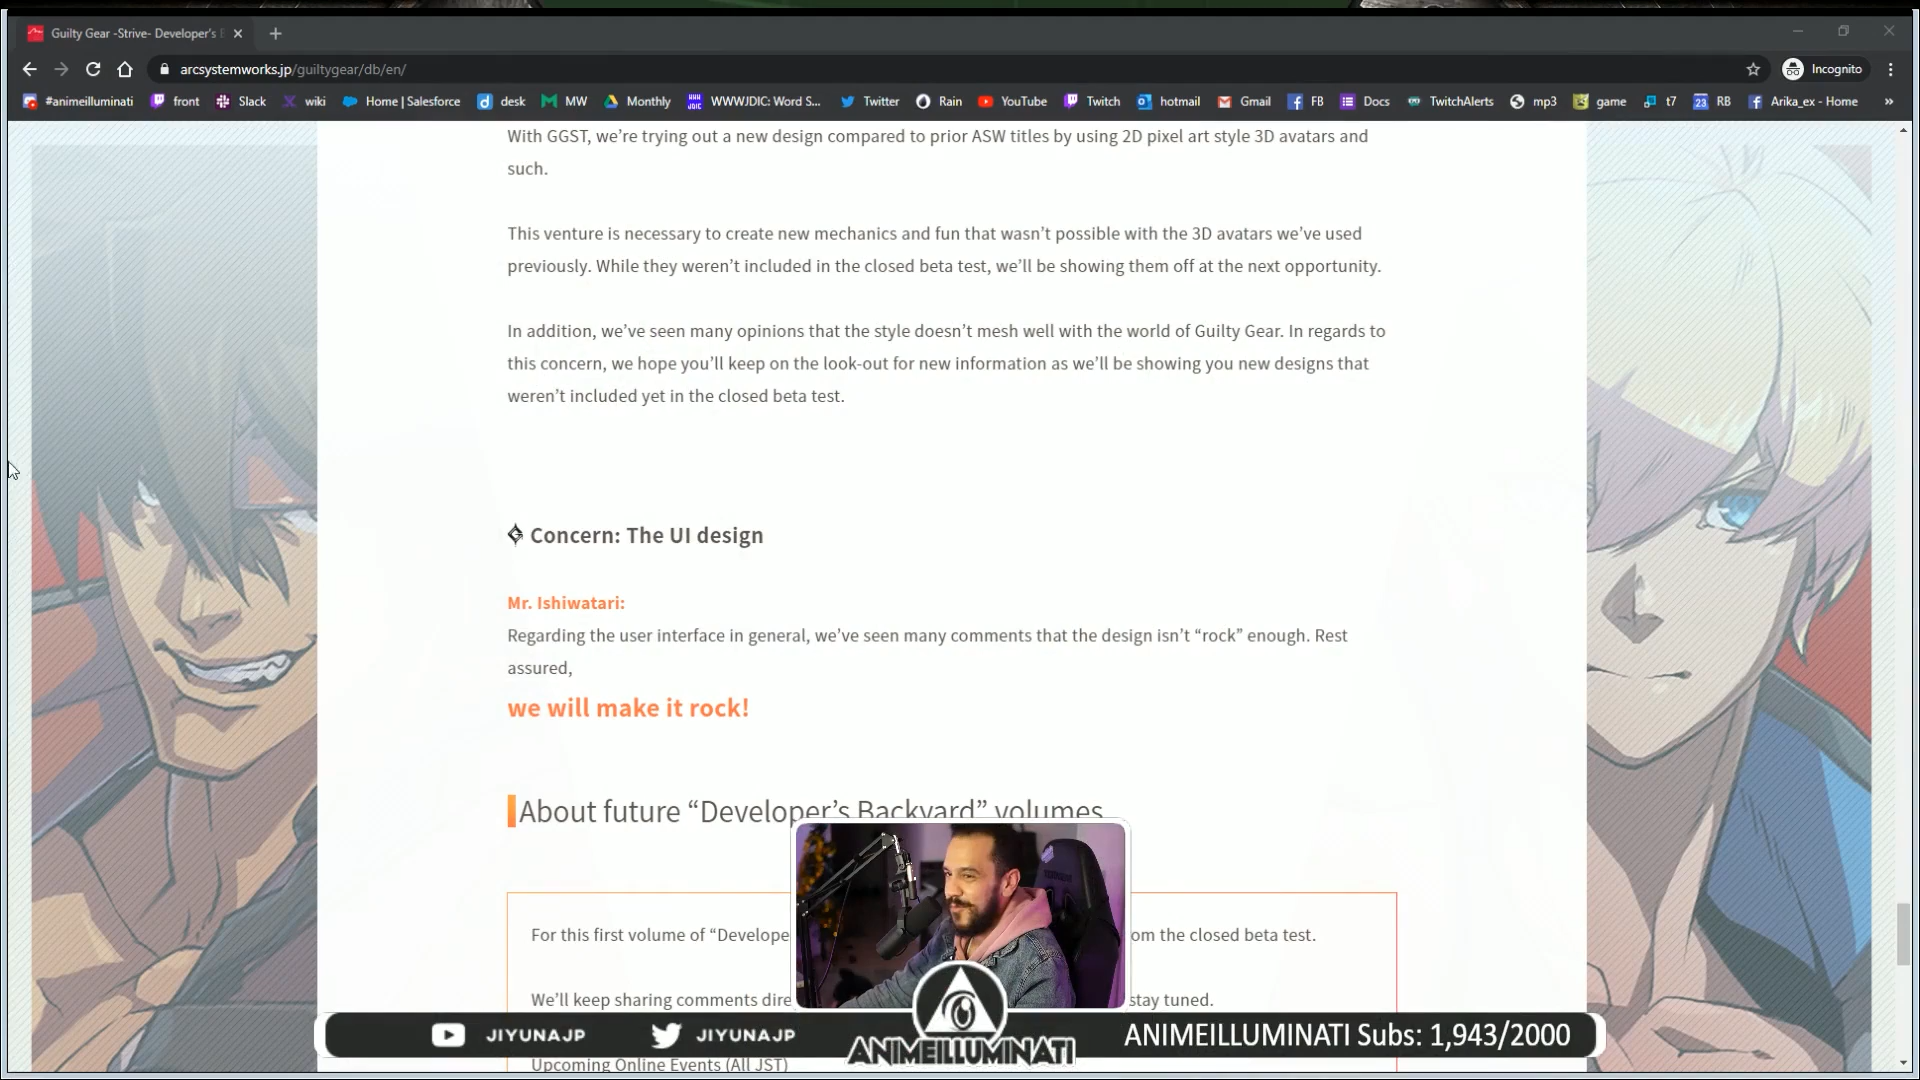 Guilty Gear -Strive- Developer's
arcsystemworks.jp/guiltygear/db/en/
Incognito
#animeilluminati front Slack wiki Home | Salesforce desk MW Monthly WWWJDIC: Word S... Twitter Rain YouTube Twitch hotmail Gmail FB Docs TwitchAlerts mp3 game t7 23 RB Arika_ex - Home »
With GGST, we’re trying out a new design compared to prior ASW titles by using 2D pixel art style 3D avatars and
such.
This venture is necessary to create new mechanics and fun that wasn’t possible with the 3D avatars we’ve used
previously. While they weren’t included in the closed beta test, we’ll be showing them off at the next opportunity.
In addition, we’ve seen many opinions that the style doesn’t mesh well with the world of Guilty Gear. In regards to
this concern, we hope you’ll keep on the look-out for new information as we’ll be showing you new designs that
weren’t included yet in the closed beta test.
Concern: The UI design
Mr. Ishiwatari:
Regarding the user interface in general, we’ve seen many comments that the design isn’t “rock” enough. Rest
assured,
we will make it rock!
About future “Developer’s Backyard” volumes
For this first volume of “Develope om the closed beta test.
We’ll keep sharing comments dire stay tuned.
JIYUNAJP JIYUNAJP ANIMEILLUMINATI ANIMEILLUMINATI Subs: 1,943/2000
Upcoming Online Events (All JST)